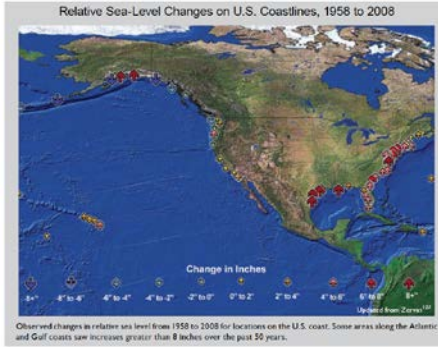 Relative Sea-Level Changes on U.S. Coastlines, 1958 to 2008
Change in Inches
-8+" -8" to -6" -6"to -4" -4" to -2" -2" to 0" 0" to 2" 2" to 4" 4" to 6" 6" to 8" 8+"
Updated from Zervas
Observed changes in relative sea level from 1958 to 2008 for locations on the U.S. coast. Some areas along the Atlantic
and Gulf coasts saw increases greater than 8 inches over the past 50 years.